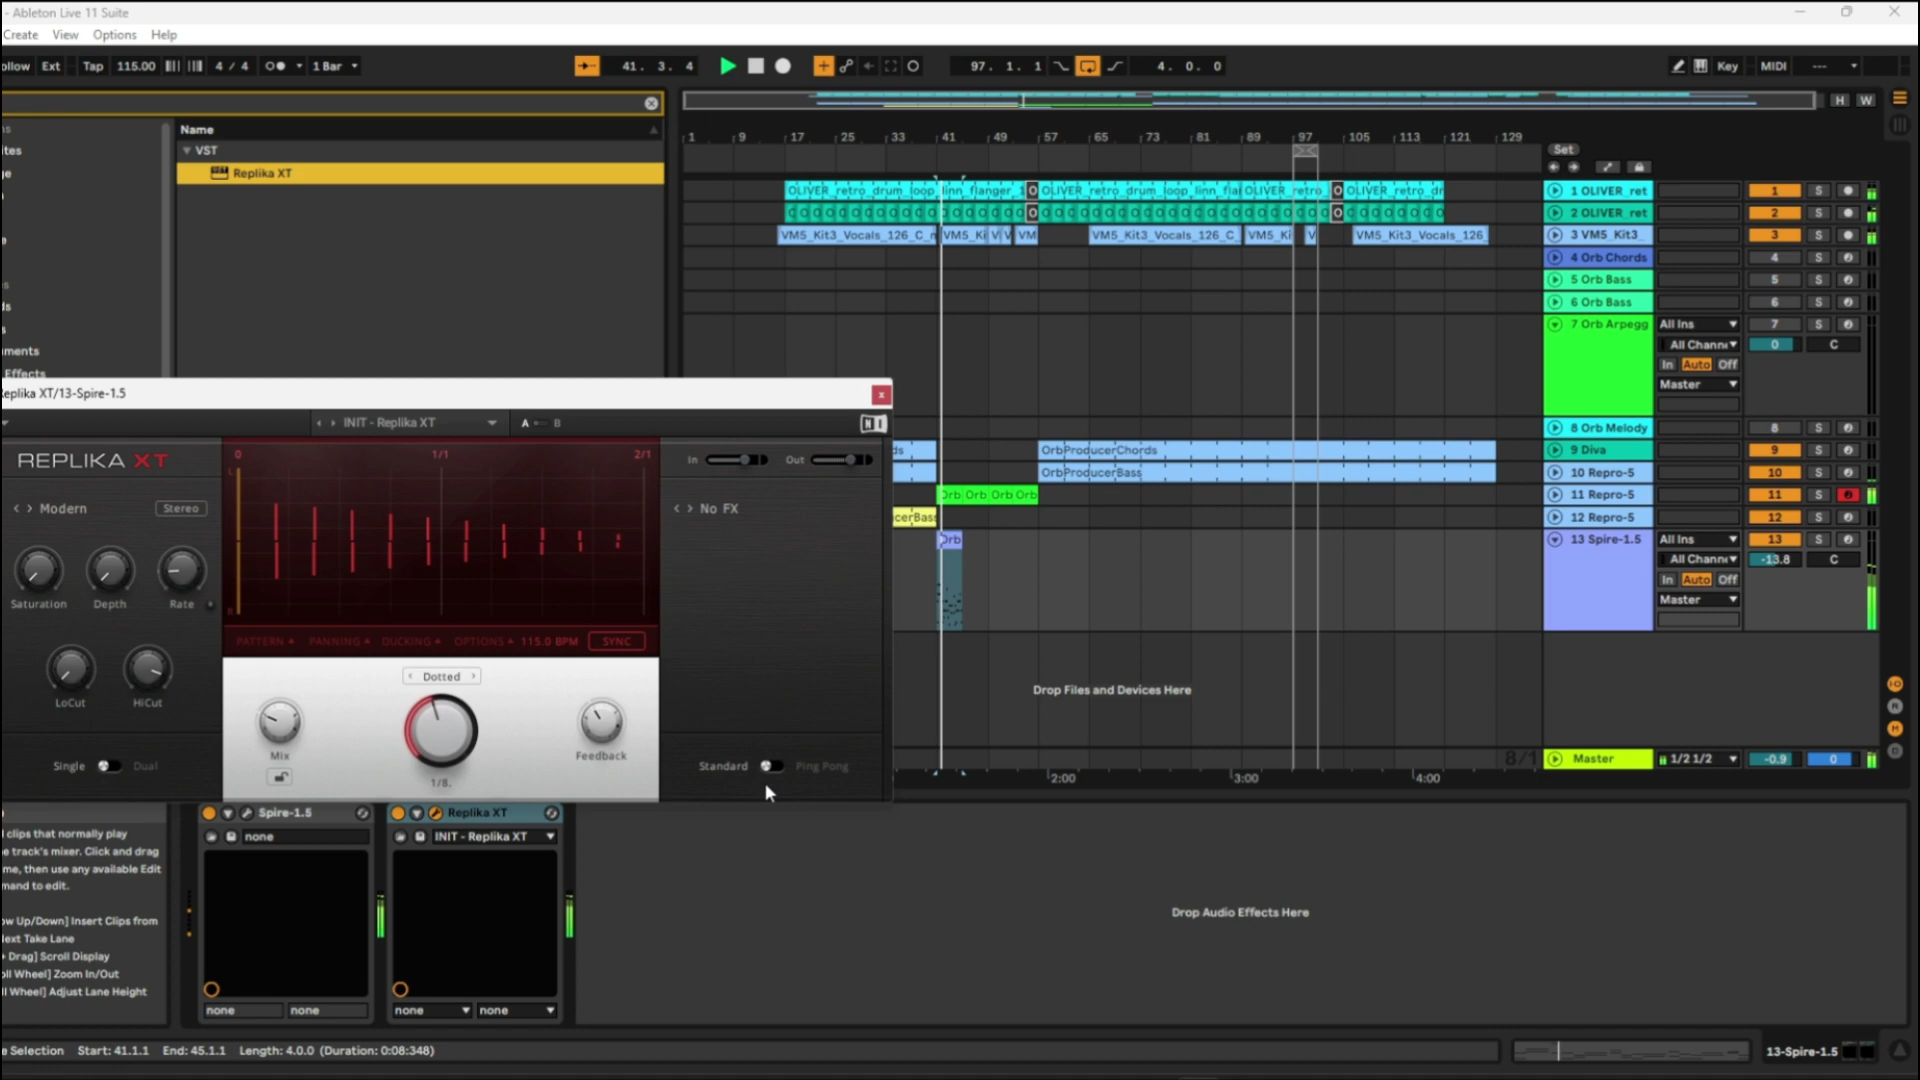 - Ableton Live 11 Suite
Create View Options Help
ollow Ext Tap 115.00 4 / 4 1 Bar 41. 3. 4 97. 1. 1 4. 0. 0 Key MIDI ---
H W
ns
Name
1 9 17 25 33 41 49 57 65 73 81 89 97 105 113 121 129
ites
VST
Set
ge
Replika XT
OLIVER_retro_drum_loop_linn_flanger_1 O OLIVER_retro_drum_loop_linn_fla OLIVER_retro_ O OLIVER_retro_dr
1 OLIVER_ret 1 S
2 OLIVER_ret 2 S
VM5_Kit3_Vocals_126_C_m VM5_Ki V V VM VM5_Kit3_Vocals_126_C_ VM5_Ki V VM5_Kit3_Vocals_126
3 VM5_Kit3_ 3 S
4 Orb Chords 4 S
5 Orb Bass 5 S
6 Orb Bass 6 S
7 Orb Arpegg All Ins 7 S
All Channe 0 C
In Auto Off
Master
ments
Effects
eplika XT/13-Spire-1.5 x
INIT - Replika XT A B NI
8 Orb Melody 8 S
ds OrbProducerChords 9 Diva 9 S
OrbProducerBass 10 Repro-5 10 S
Orb Orb Orb Orb 11 Repro-5 11 S
cerBass 12 Repro-5 12 S
Orb 13 Spire-1.5 All Ins 13 S
All Channe -13.8 C
In Auto Off
Master
REPLIKA XT
0 1/1 2/1
L
R
In Out
Modern Stereo
No FX
Saturation Depth Rate
PATTERN PANNING DUCKING OPTIONS 115.0 BPM SYNC
LoCut HiCut
Dotted
Mix Feedback
1/8.
Single Dual
Standard Ping Pong
Drop Files and Devices Here
8/1 Master 1/2 1/2 -0.9 0
2:00 3:00 4:00
Spire-1.5 Replika XT
none INIT - Replika XT
l clips that normally play
e track's mixer. Click and drag
me, then use any available Edit
mand to edit.
ow Up/Down] Insert Clips from
Next Take Lane
+ Drag] Scroll Display
oll Wheel] Zoom In/Out
ll Wheel] Adjust Lane Height
none none none none
Drop Audio Effects Here
e Selection Start: 41.1.1 End: 45.1.1 Length: 4.0.0 (Duration: 0:08:348)
13-Spire-1.5